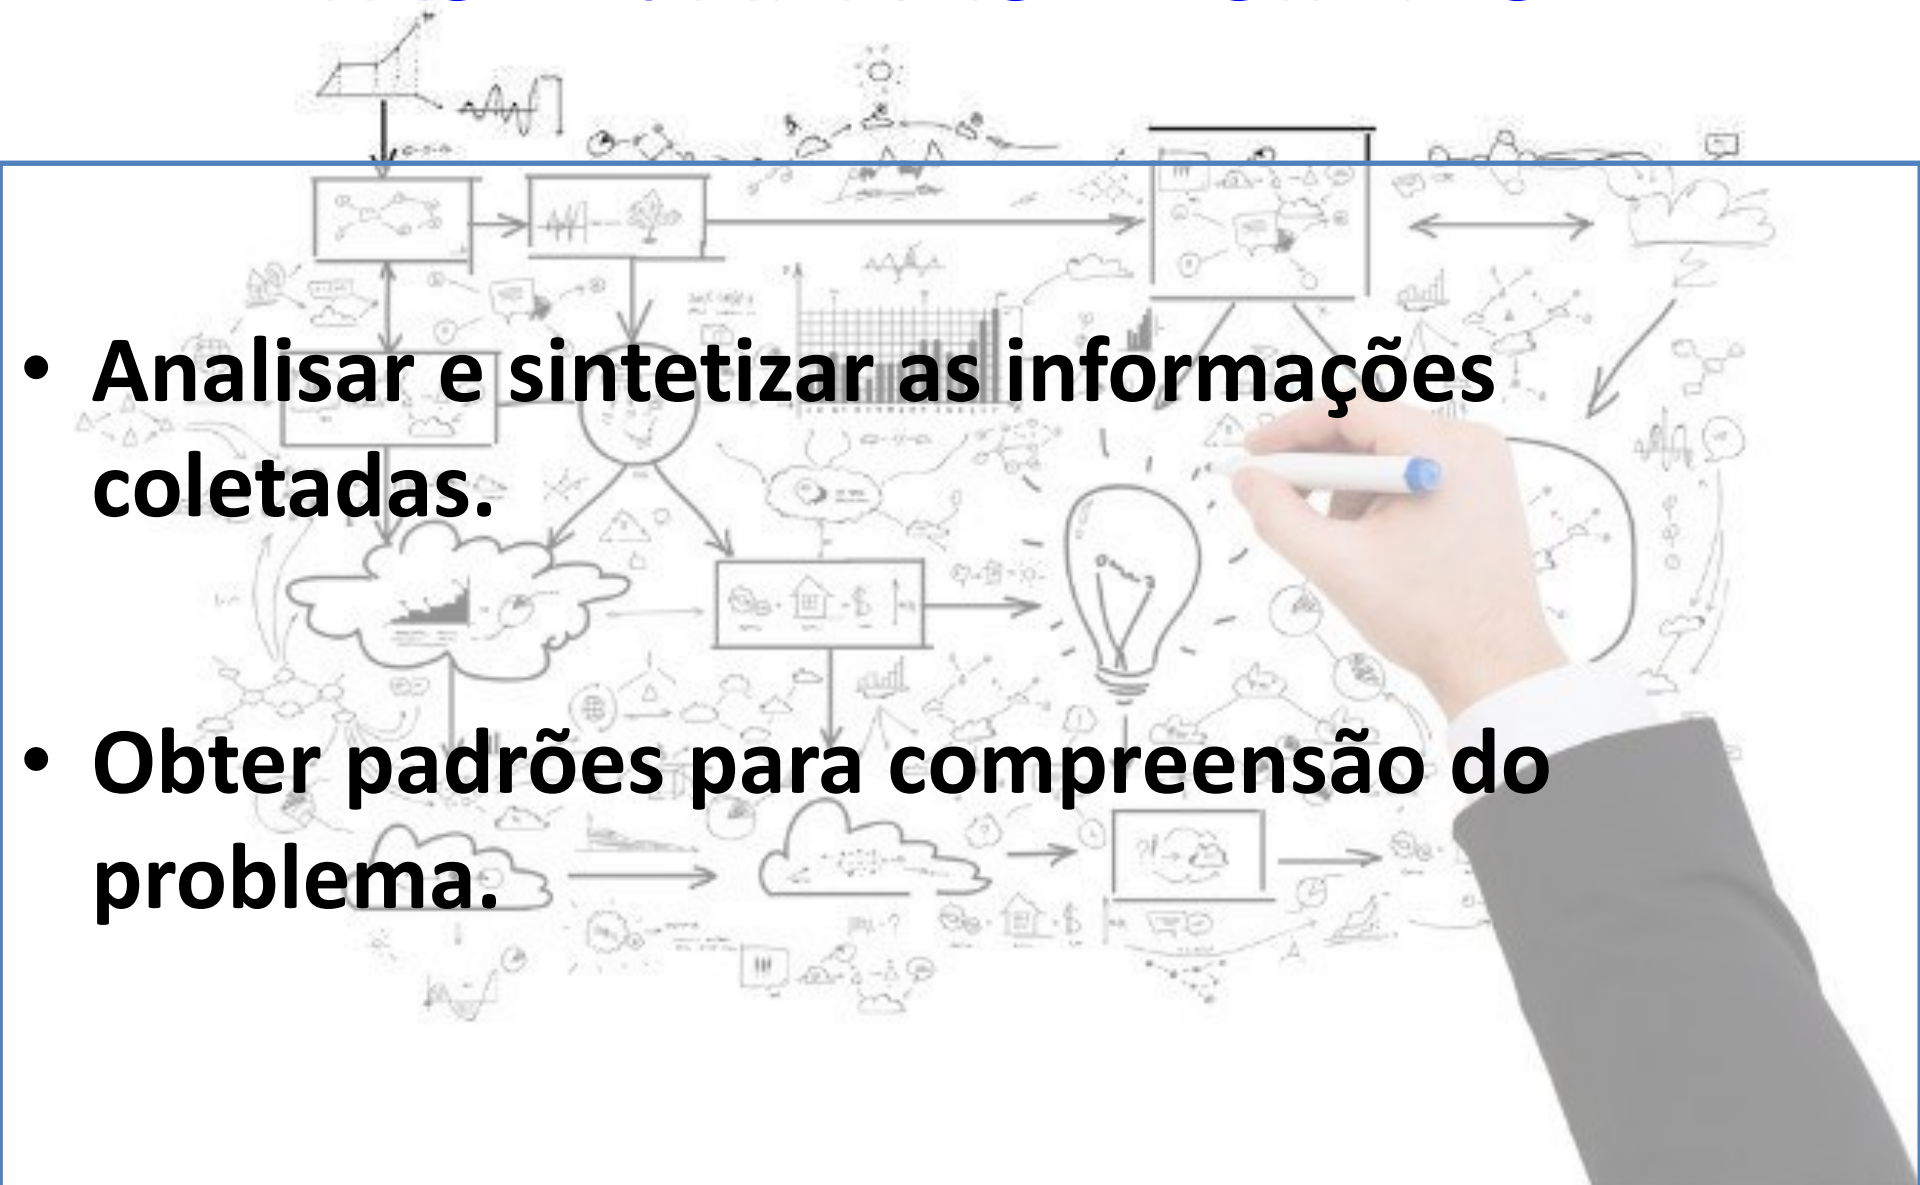 • Analisar e sintetizar as informações
coletadas.
• Obter padrões para compreensão do
problema.